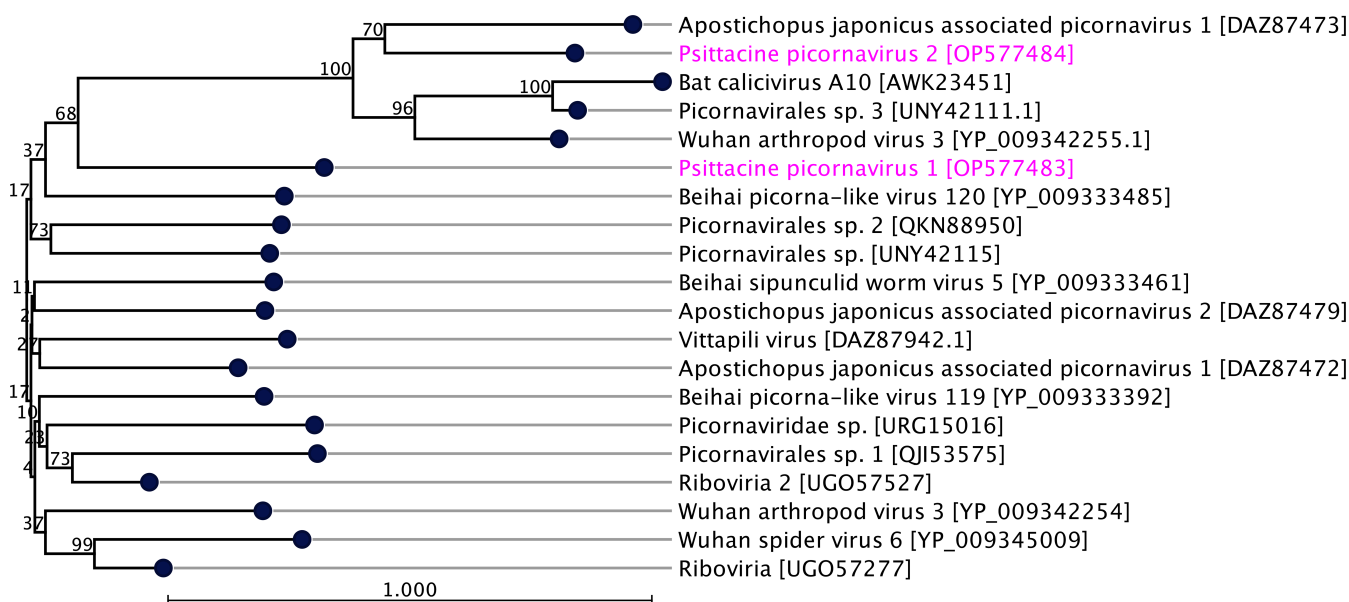 70
Apostichopus japonicus associated picornavirus 1 [DAZ87473]
Psittacine picornavirus 2 [OP577484]
100
Bat calicivirus A10 [AWK23451]
100
Picornavirales sp. 3 [UNY42111.1]
96
68
Wuhan arthropod virus 3 [YP_009342255.1]
37
Psittacine picornavirus 1 [OP577483]
17
Beihai picorna-like virus 120 [YP_009333485]
73
Picornavirales sp. 2 [QKN88950]
Picornavirales sp. [UNY42115]
11
Beihai sipunculid worm virus 5 [YP_009333461]
2
Apostichopus japonicus associated picornavirus 2 [DAZ87479]
27
Vittapili virus [DAZ87942.1]
Apostichopus japonicus associated picornavirus 1 [DAZ87472]
17
Beihai picorna-like virus 119 [YP_009333392]
10
23
Picornaviridae sp. [URG15016]
73
Picornavirales sp. 1 [QJI53575]
4
Riboviria 2 [UGO57527]
37
Wuhan arthropod virus 3 [YP_009342254]
99
Wuhan spider virus 6 [YP_009345009]
Riboviria [UGO57277]
1.000